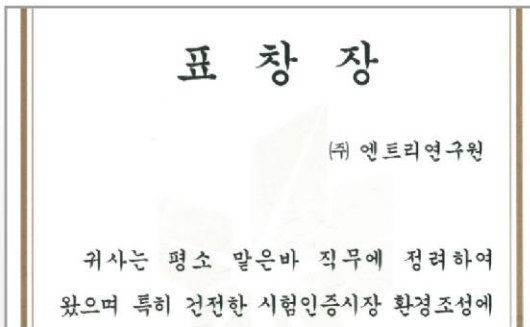 표 창 장
㈜ 엔트리연구원
귀사는 평소 맡은바 직무에 정려하여
왔으며 특히 건전한 시험인증시장 환경조성에